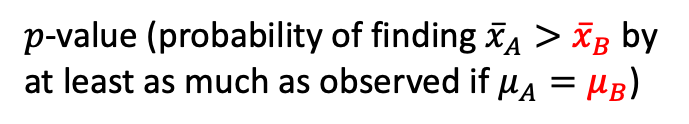 p-value (probability of finding x̄_A > x̄_B by
at least as much as observed if μ_A = μ_B)